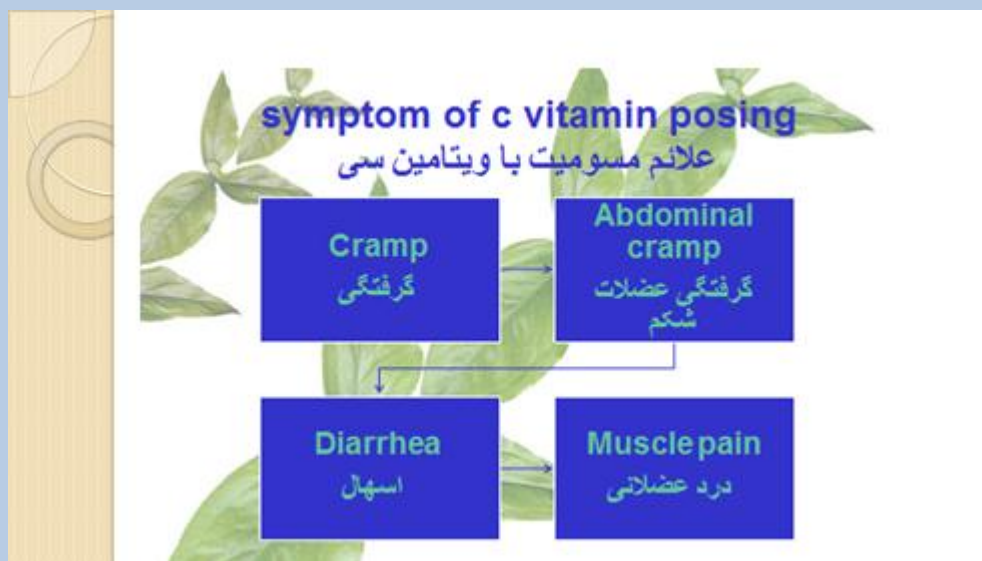 symptom of c vitamin posing
علائم مسومیت با ویتامین سی
Cramp
گرفتگی
Abdominal
cramp
گرفتگی عضلات
شکم
Diarrhea
اسهال
Muscle pain
درد عضلانی